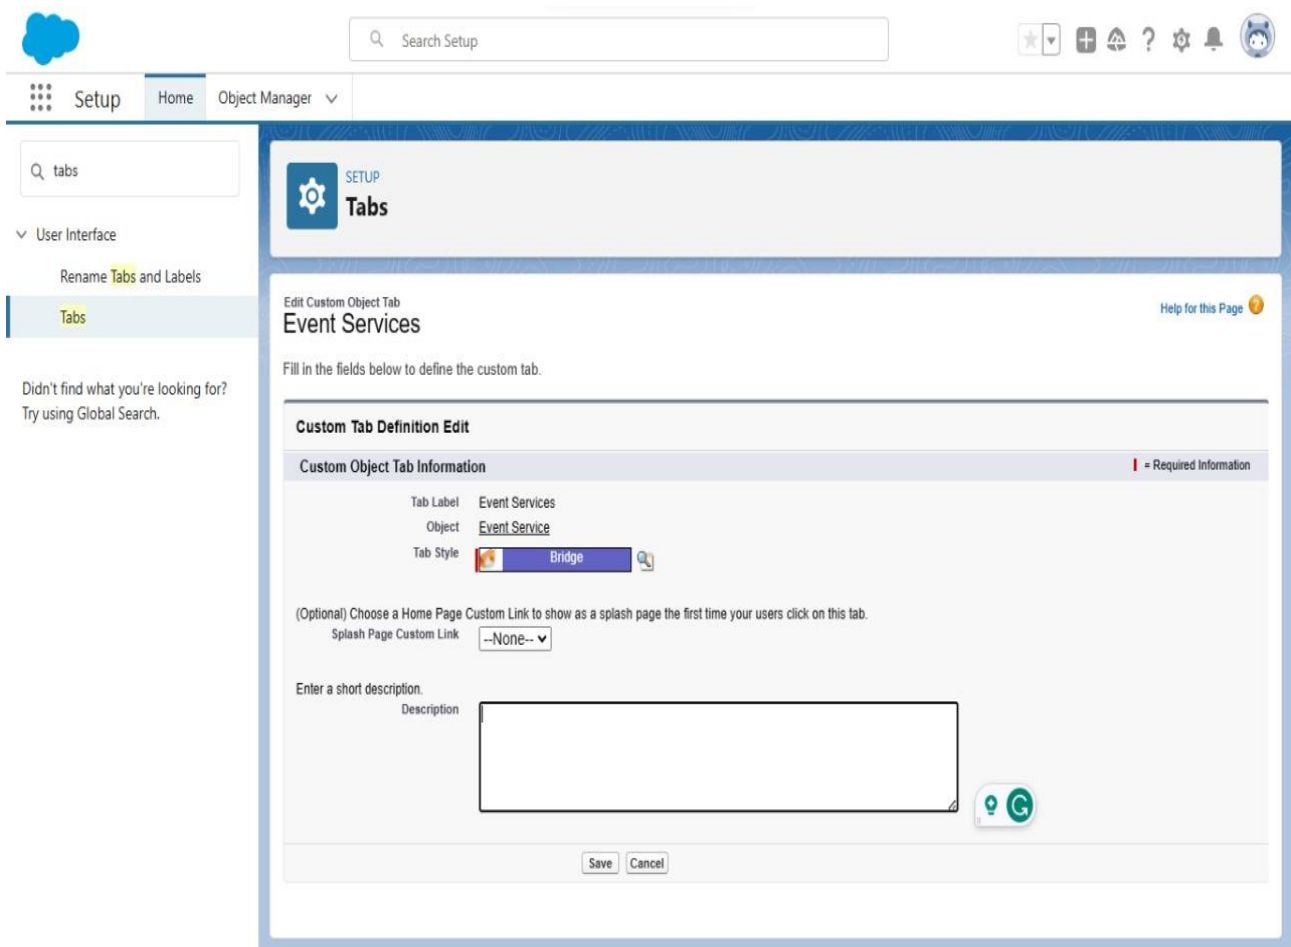 Search Setup
Setup
Home
Object Manager
tabs
User Interface
Rename Tabs and Labels
Tabs
Didn't find what you're looking for?
Try using Global Search.
SETUP
Tabs
Edit Custom Object Tab
Event Services
Help for this Page
Fill in the fields below to define the custom tab.
Custom Tab Definition Edit
Custom Object Tab Information
= Required Information
Tab Label Event Services
Object Event Service
Tab Style Bridge
(Optional) Choose a Home Page Custom Link to show as a splash page the first time your users click on this tab.
Splash Page Custom Link --None--
Enter a short description.
Description
Save Cancel